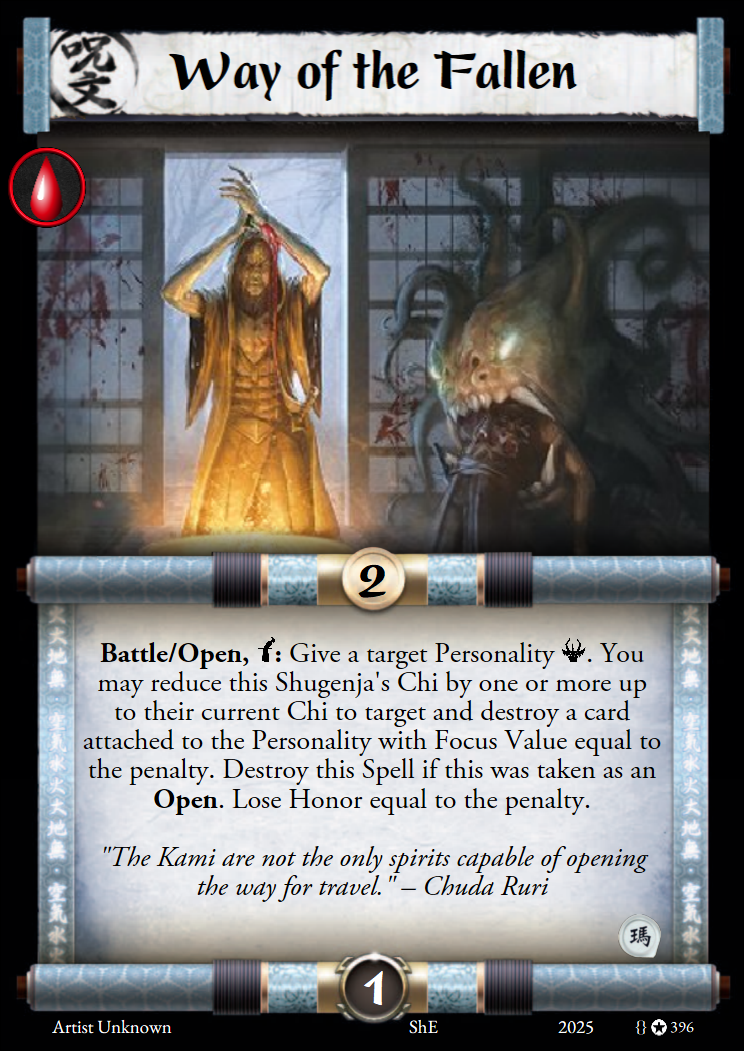 呪文
Way of the Fallen
2
Battle/Open, : Give a target Personality . You
may reduce this Shugenja's Chi by one or more up
to their current Chi to target and destroy a card
attached to the Personality with Focus Value equal to
the penalty. Destroy this Spell if this was taken as an
Open. Lose Honor equal to the penalty.
"The Kami are not the only spirits capable of opening
the way for travel." – Chuda Ruri
瑪
1
Artist Unknown ShE 2025 {} 396